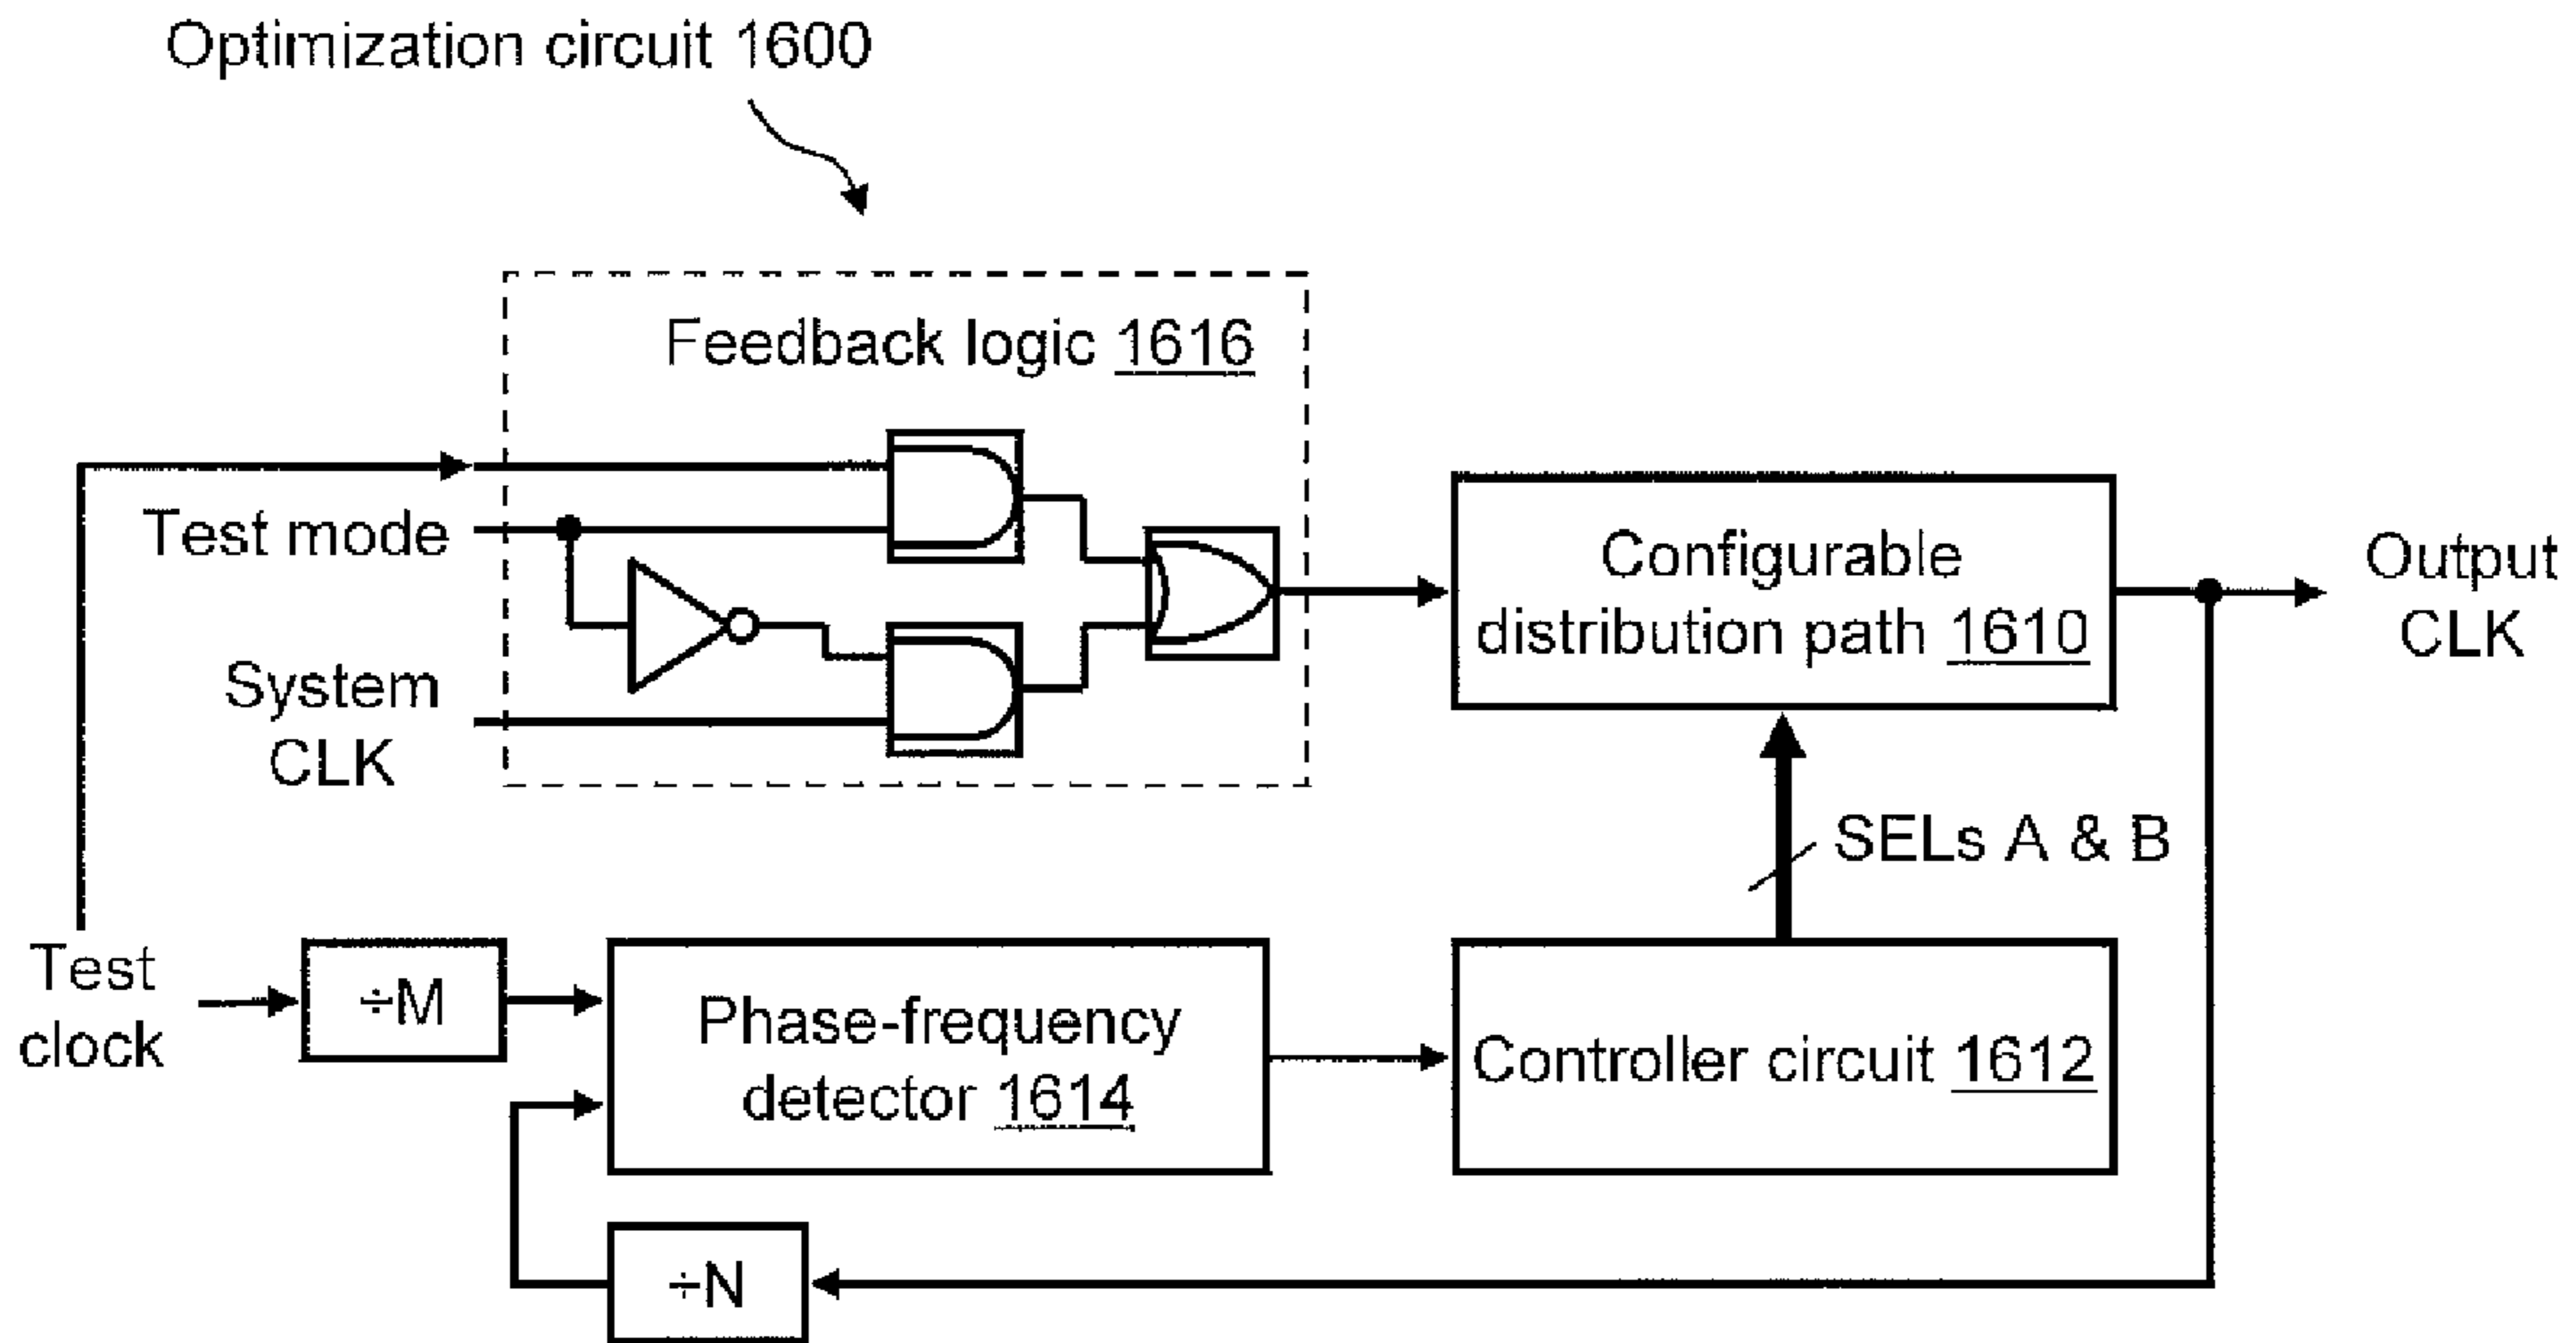 Optimization circuit 1600
Feedback logic 1616
Test mode
System
CLK
Configurable
distribution path 1610
Output
CLK
SELs A & B
Test
clock
÷M
Phase-frequency
detector 1614
Controller circuit 1612
÷N